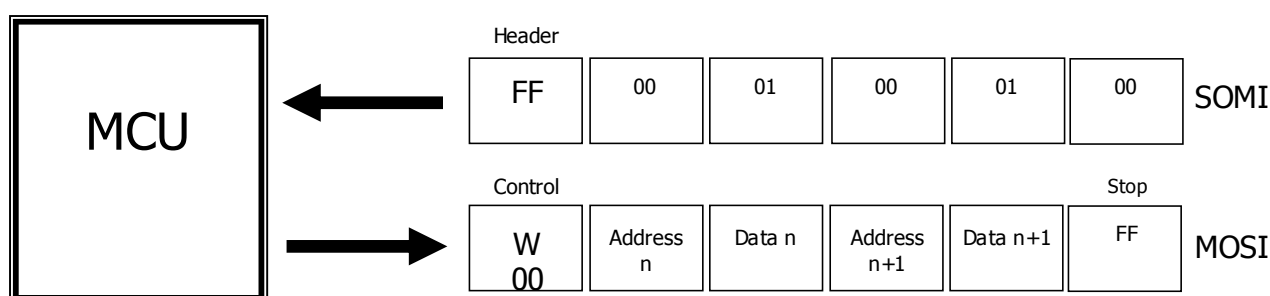 Header
MCU
FF 00 01 00 01 00 SOMI
Control Stop
W
00
Address
n
Data n
Address
n+1
Data n+1
FF
MOSI